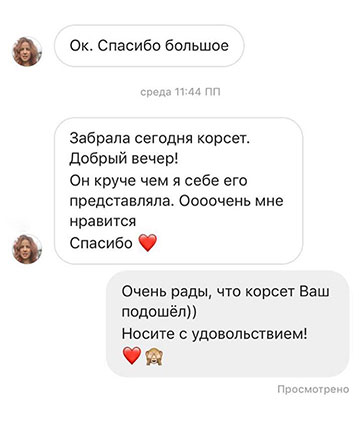 Ок. Спасибо большое
среда 11:44 ПП
Забрала сегодня корсет.
Добрый вечер!
Он круче чем я себе его
представляла. Оооочень мне
нравится
Спасибо ❤️
Очень рады, что корсет Ваш
подошёл))
Носите с удовольствием!
❤️🙈
Просмотрено